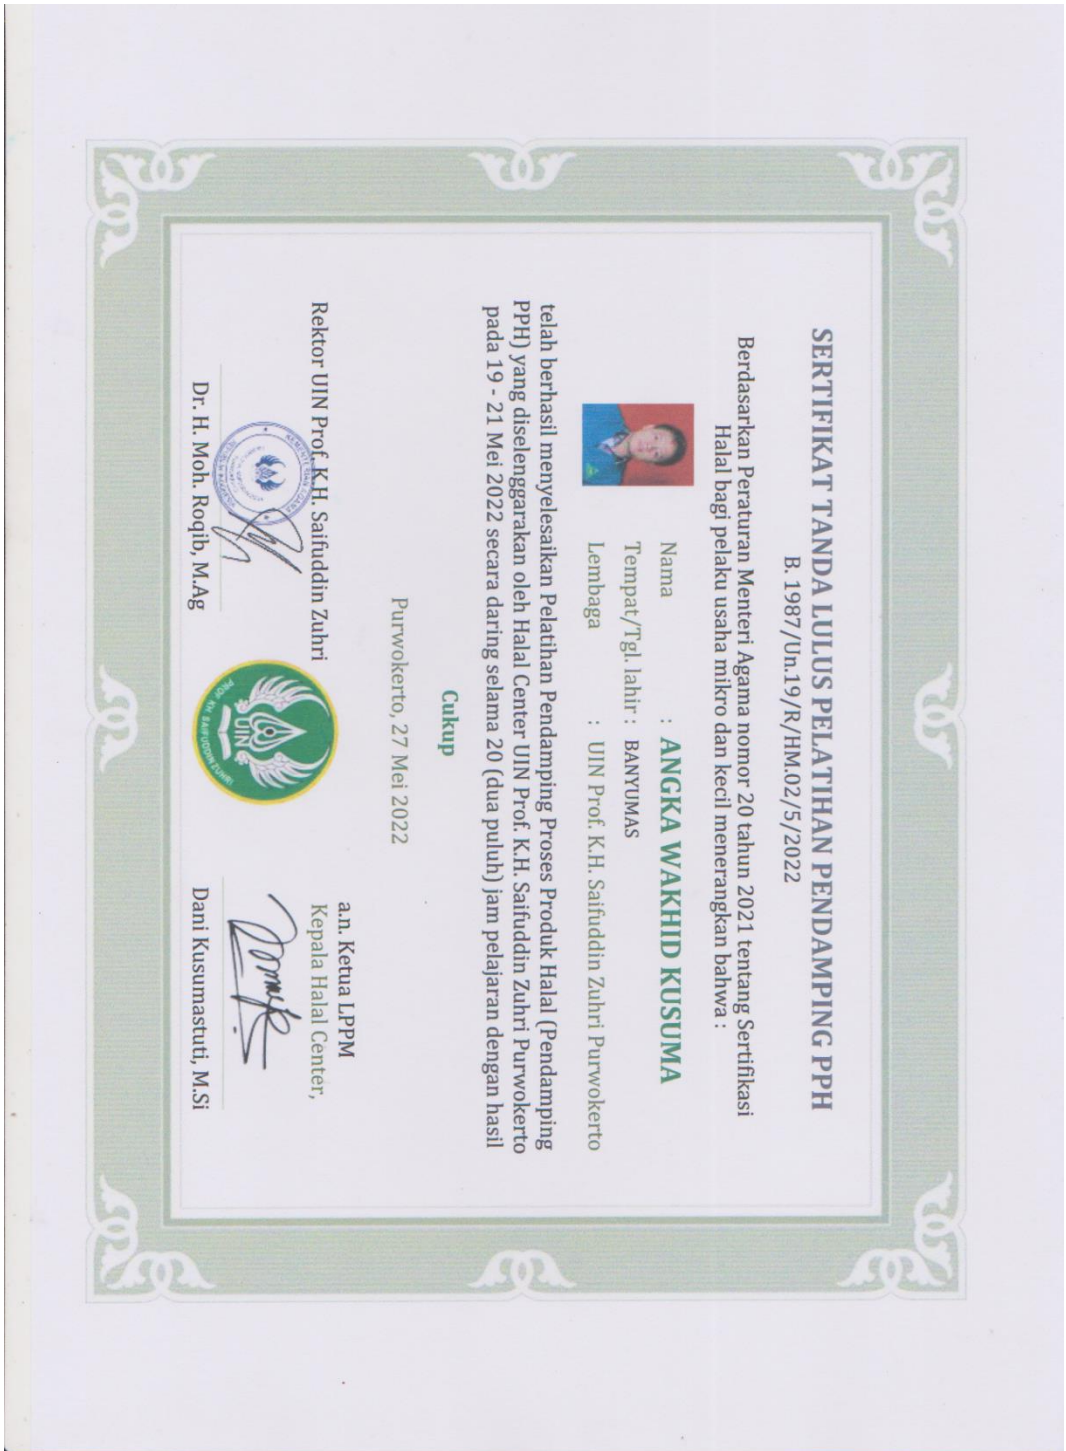 SERTIFIKAT TANDA LULUS PELATIHAN PENDAMPING PPH
B. 1987/Un.19/R/HM.02/5/2022
Berdasarkan Peraturan Menteri Agama nomor 20 tahun 2021 tentang Sertifikasi
Halal bagi pelaku usaha mikro dan kecil menerangkan bahwa :
Nama : ANGKA WAKHID KUSUMA
Tempat/Tgl. lahir : BANYUMAS
Lembaga : UIN Prof. K.H. Saifuddin Zuhri Purwokerto
telah berhasil menyelesaikan Pelatihan Pendamping Proses Produk Halal (Pendamping
PPH) yang diselenggarakan oleh Halal Center UIN Prof. K.H. Saifuddin Zuhri Purwokerto
pada 19 - 21 Mei 2022 secara daring selama 20 (dua puluh) jam pelajaran dengan hasil
Cukup
Purwokerto, 27 Mei 2022
Rektor UIN Prof. K.H. Saifuddin Zuhri
Dr. H. Moh. Roqib, M.Ag
UIN
PROF. KH. SAIFUDDIN ZUHRI
a.n. Ketua LPPM
Kepala Halal Center,
Dani Kusumastuti, M.Si